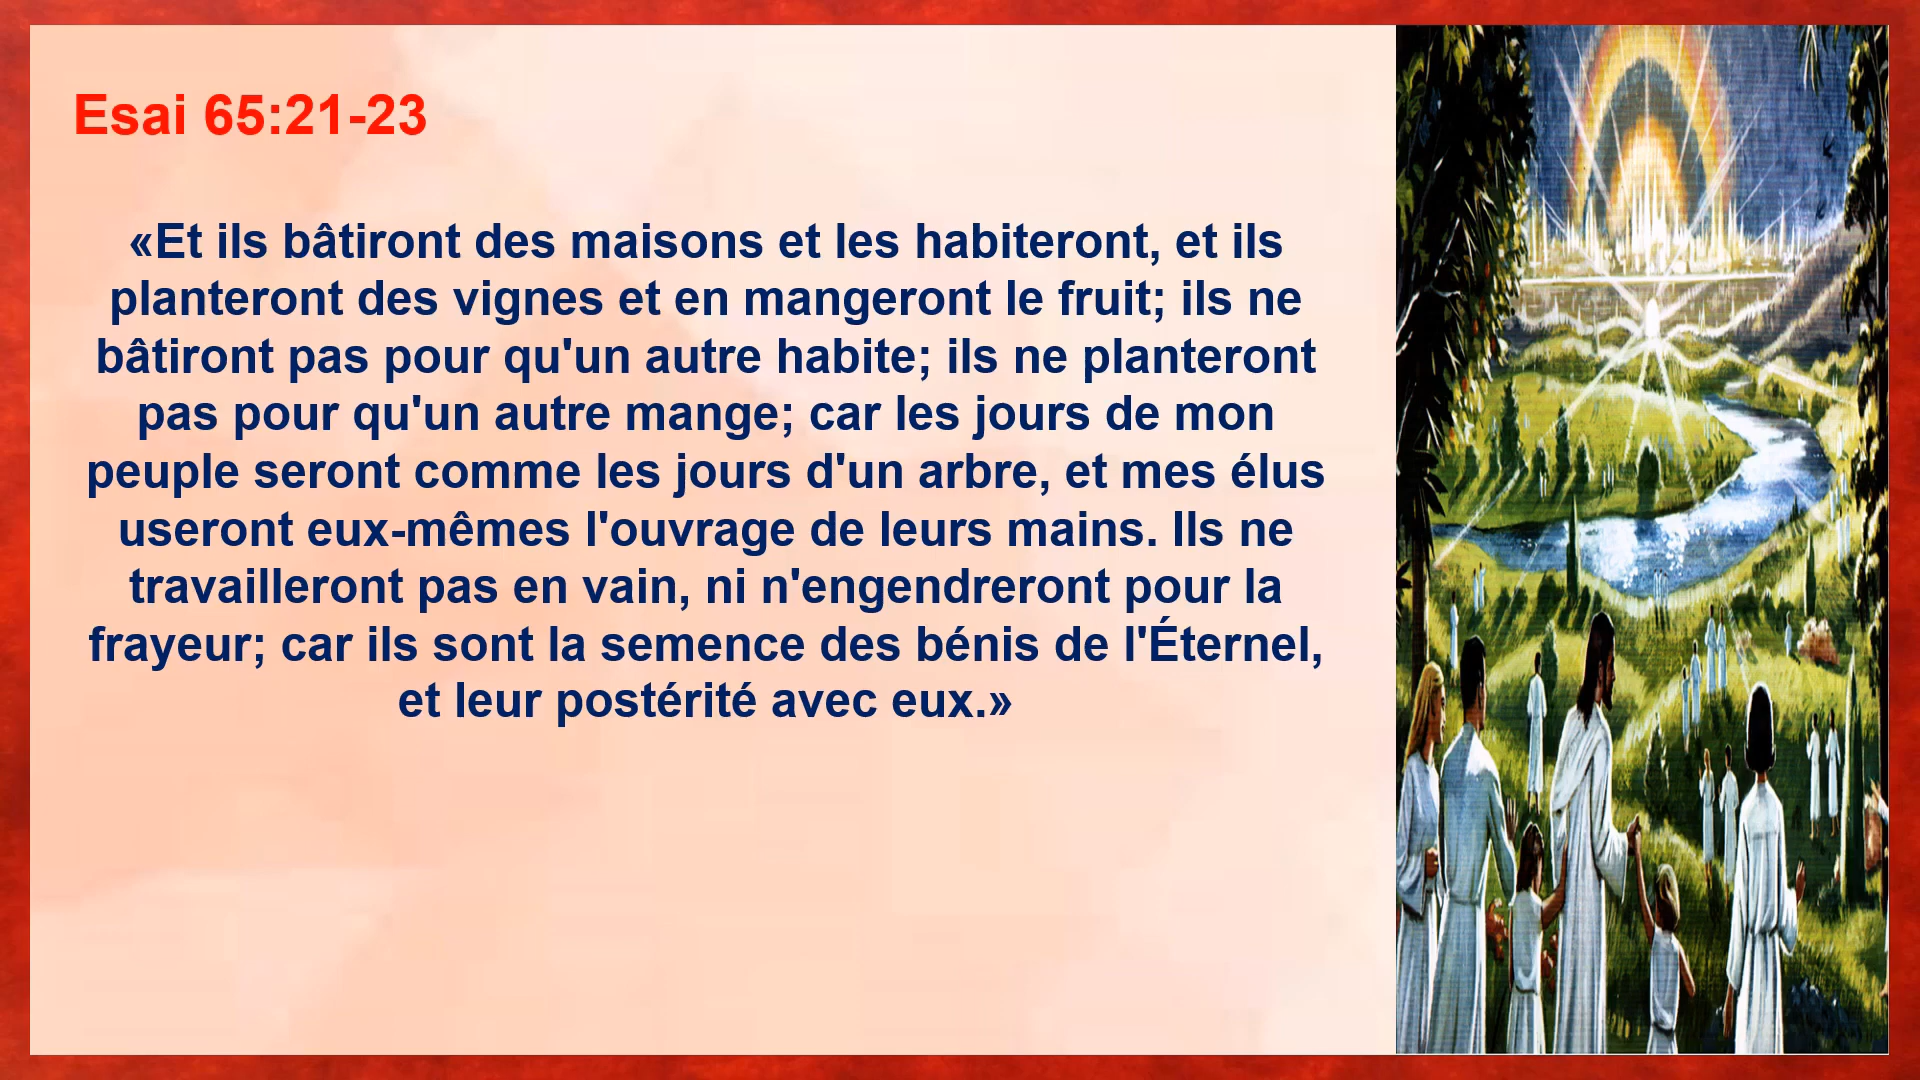 Esai 65:21-23
«Et ils bâtiront des maisons et les habiteront, et ils
planteront des vignes et en mangeront le fruit; ils ne
bâtiront pas pour qu'un autre habite; ils ne planteront
pas pour qu'un autre mange; car les jours de mon
peuple seront comme les jours d'un arbre, et mes élus
useront eux-mêmes l'ouvrage de leurs mains. Ils ne
travailleront pas en vain, ni n'engendreront pour la
frayeur; car ils sont la semence des bénis de l'Éternel,
et leur postérité avec eux.»